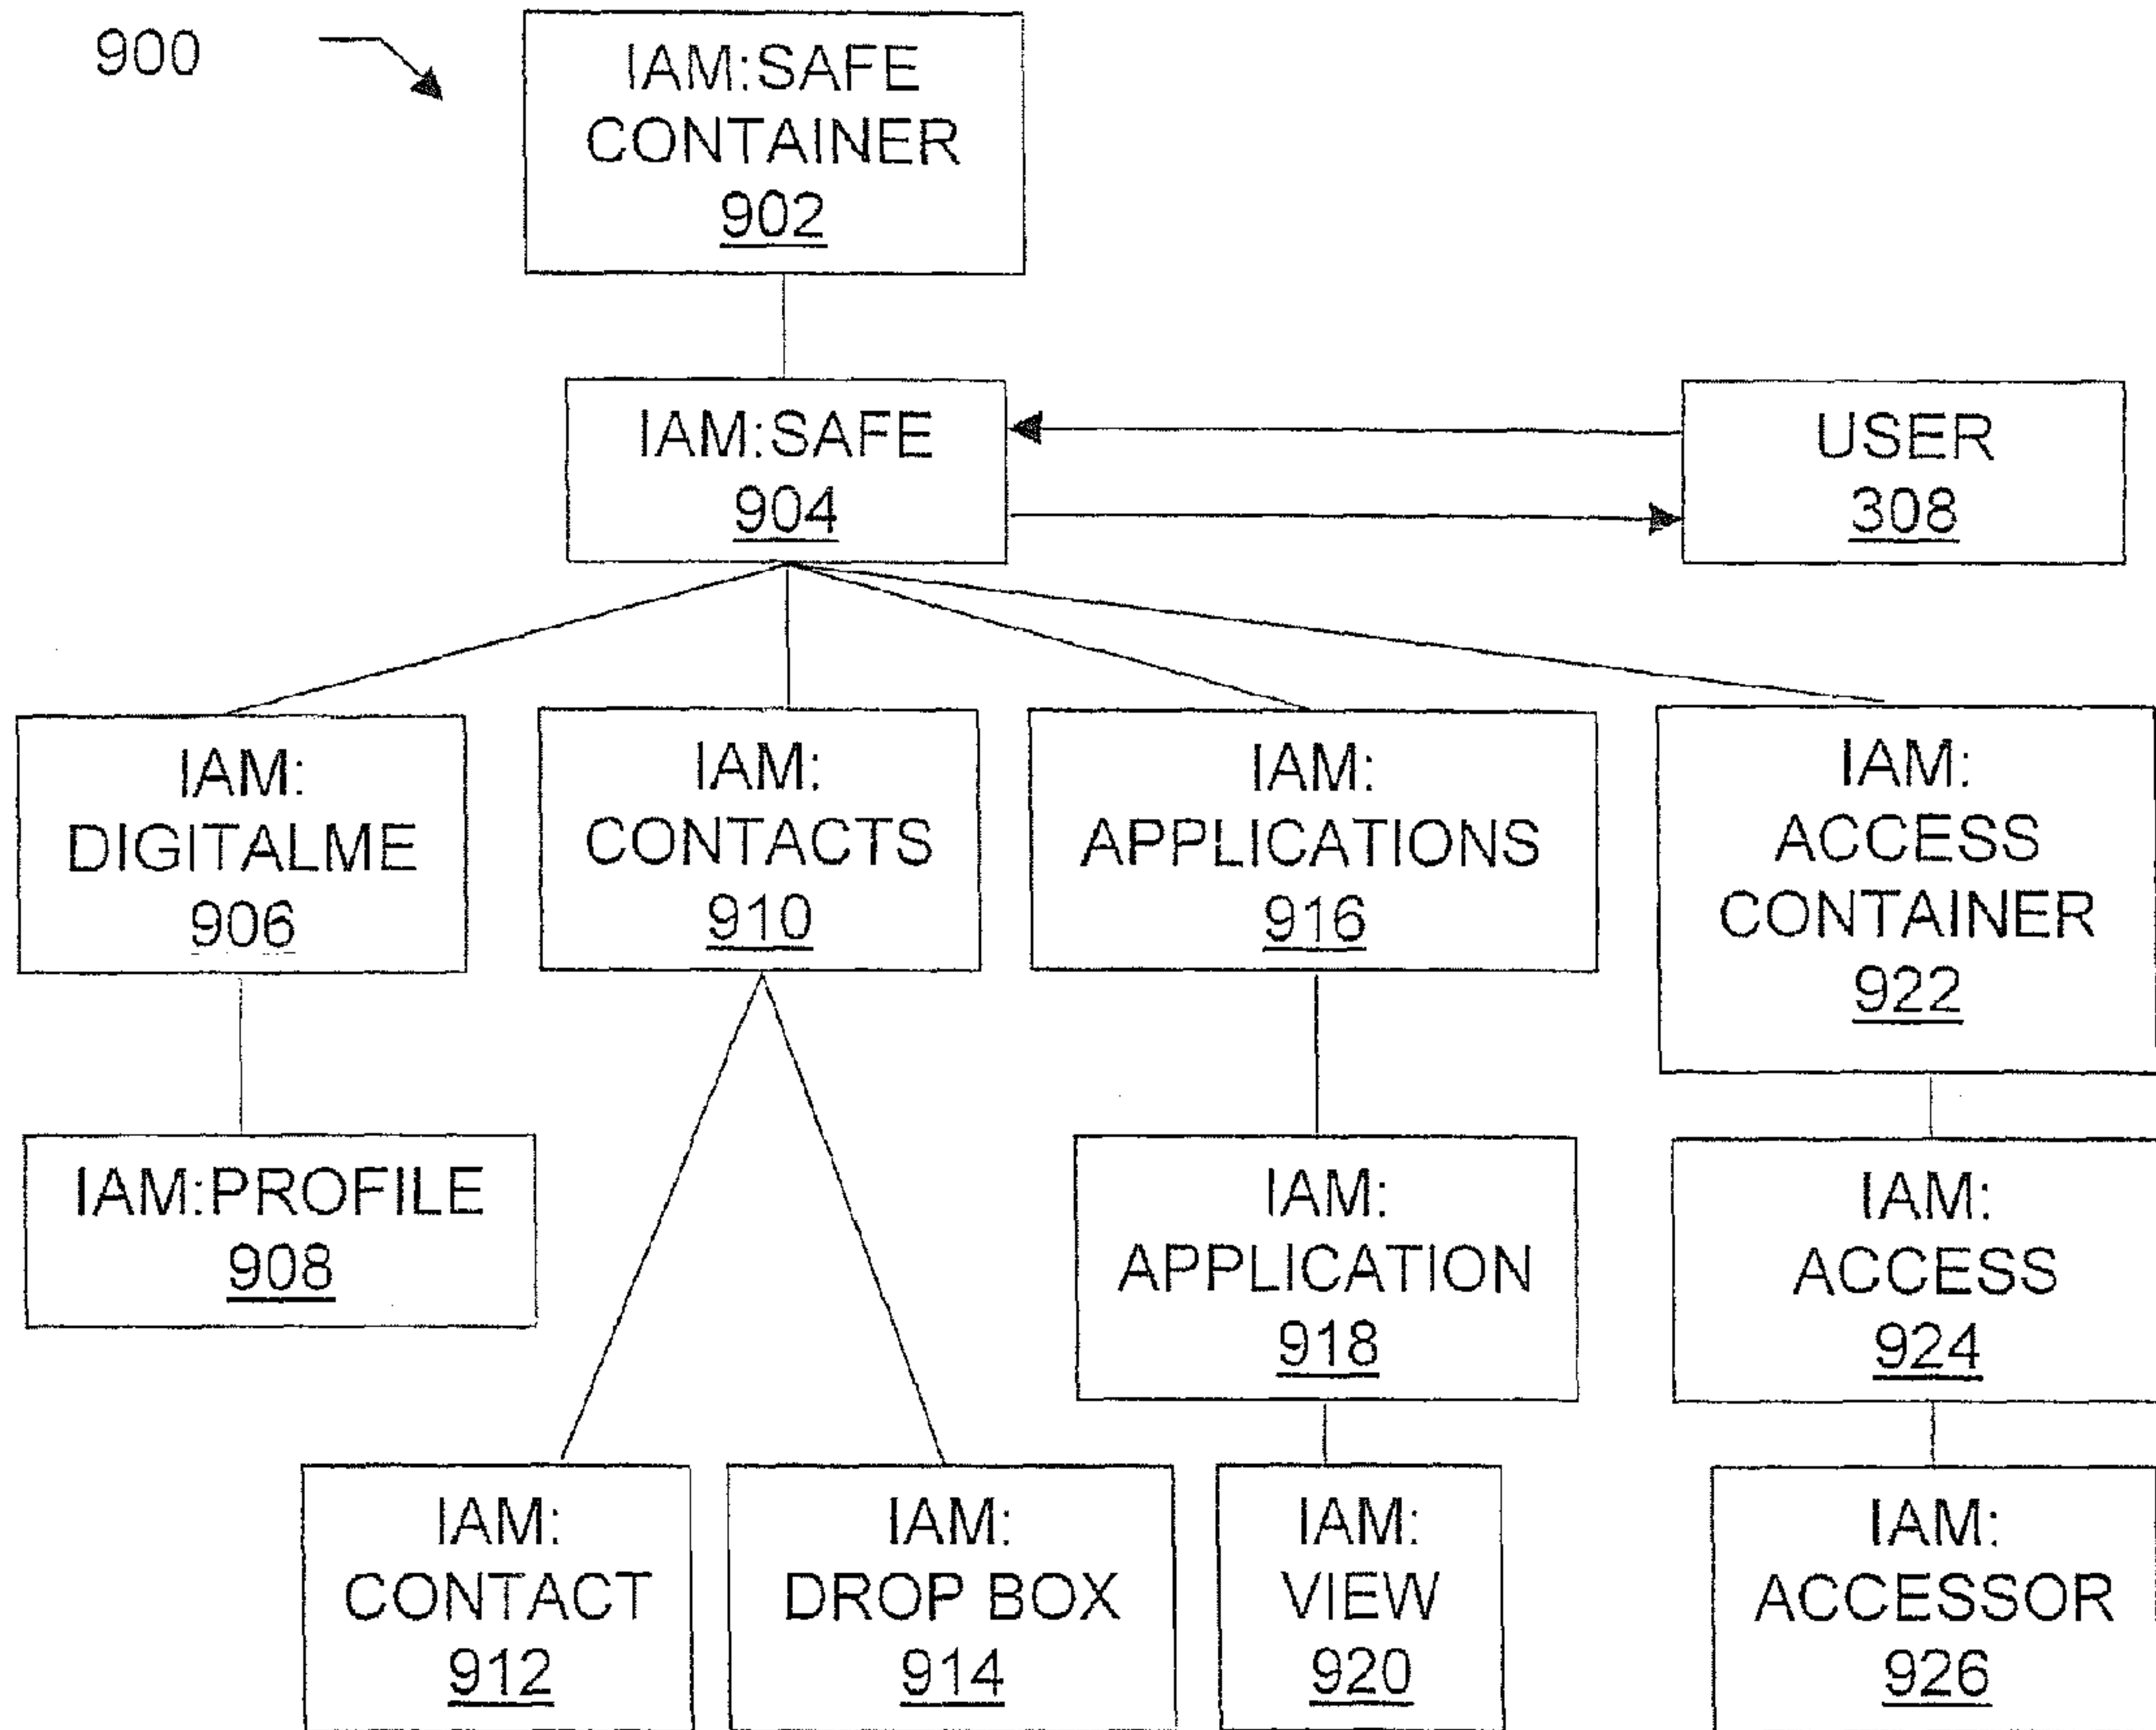 900
IAM:SAFE
CONTAINER
902
IAM:SAFE
904
USER
308
IAM:
DIGITALME
906
IAM:
CONTACTS
910
IAM:
APPLICATIONS
916
IAM:
ACCESS
CONTAINER
922
IAM:PROFILE
908
IAM:
APPLICATION
918
IAM:
ACCESS
924
IAM:
CONTACT
912
IAM:
DROP BOX
914
IAM:
VIEW
920
IAM:
ACCESSOR
926